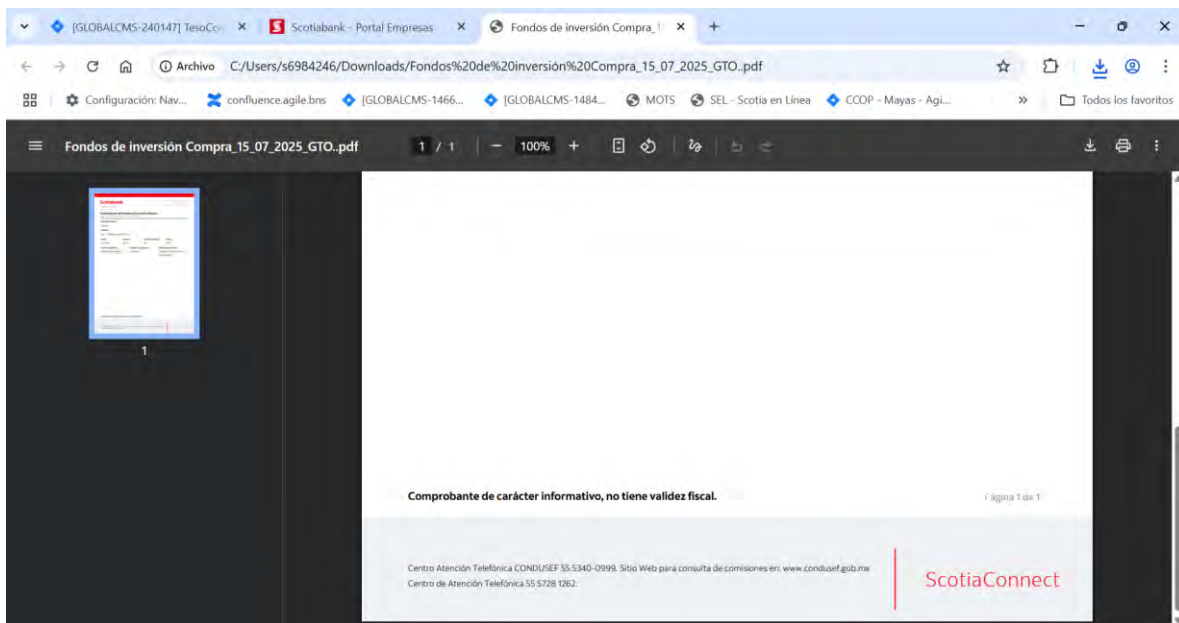 [GLOBALCMS-240147] TesoCo
Scotiabank - Portal Empresas
Fondos de inversión Compra_1
Archivo C:/Users/s6984246/Downloads/Fondos%20de%20inversión%20Compra_15_07_2025_GTO..pdf
Configuración: Nav...
confluence.agile.bns
[GLOBALCMS-1466...
[GLOBALCMS-1484...
MOTS
SEL - Scotia en Línea
CCOP - Mayas - Agi...
»
Todos los favoritos
Fondos de inversión Compra_15_07_2025_GTO..pdf
1 / 1
100%
1
Comprobante de carácter informativo, no tiene validez fiscal.
Página 1 de 1
Centro Atención Telefónica CONDUSEF 55 5340-0999. Sitio Web para consulta de comisiones en: www.condusef.gob.mx
Centro de Atención Telefónica 55 5728 1262.
ScotiaConnect